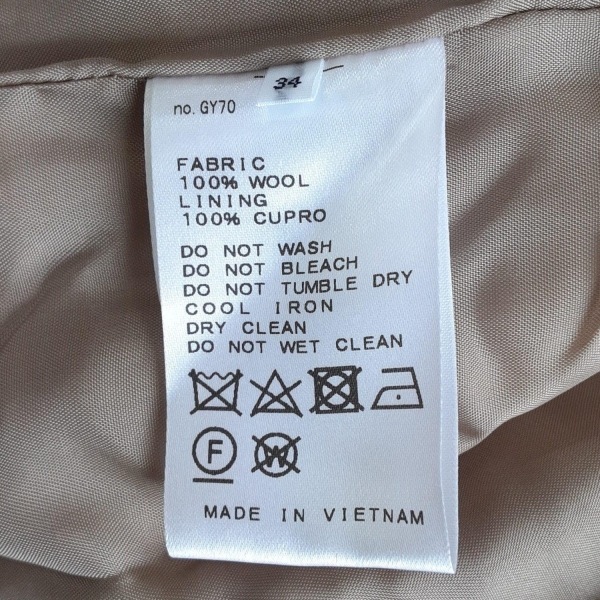 34
no. GY70
FABRIC
100% WOOL
LINING
100% CUPRO
DO NOT WASH
DO NOT BLEACH
DO NOT TUMBLE DRY
COOL IRON
DRY CLEAN
DO NOT WET CLEAN
F W
MADE IN VIETNAM